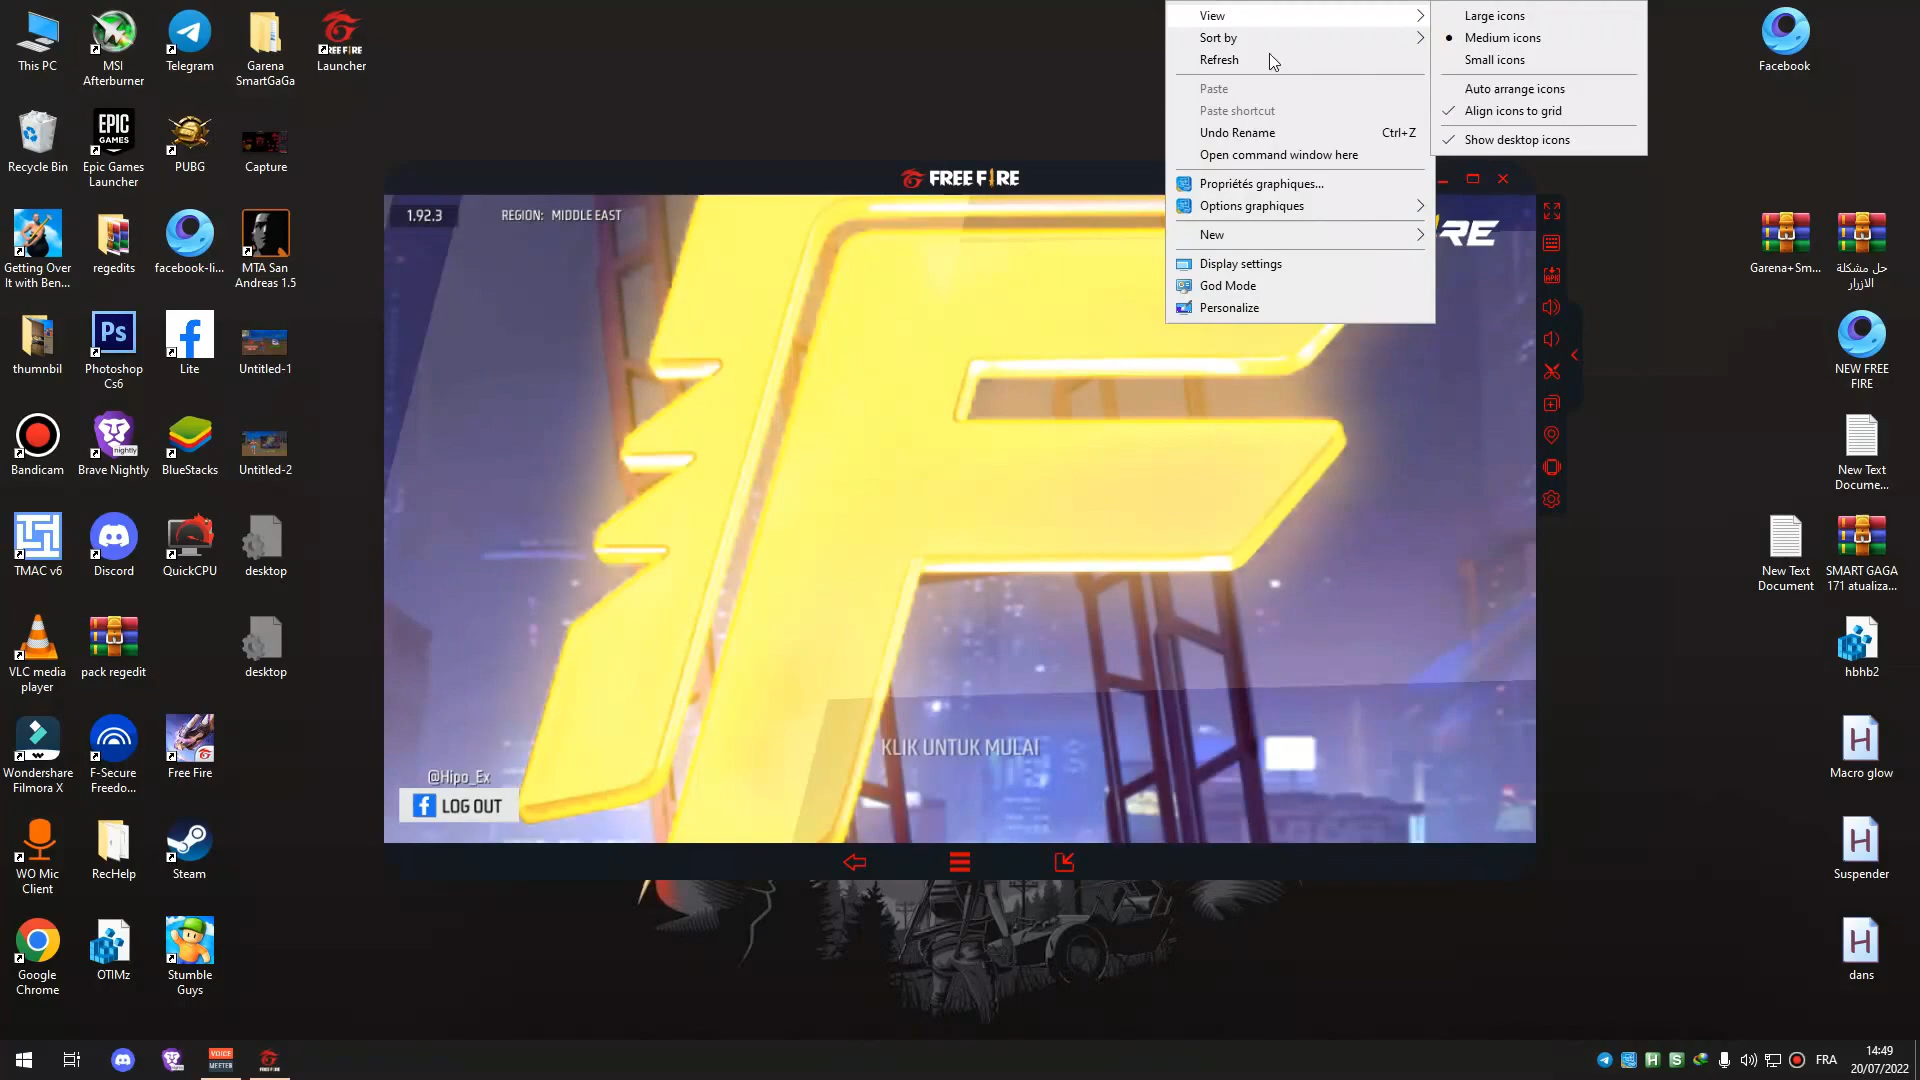 This PC
MSI
Afterburner
Telegram
Garena
SmartGaGa
FREE FIRE
Launcher
Recycle Bin
EPIC
GAMES
Epic Games
Launcher
PUBG
Capture
Getting Over
It with Ben...
regedits
facebook-li...
MTA San
Andreas 1.5
thumnbil
Ps
Photoshop
Cs6
Lite
Untitled-1
Bandicam
nightly
Brave Nightly
BlueStacks
Untitled-2
TMAC v6
Discord
QuickCPU
desktop
VLC media
player
pack regedit
desktop
Wondershare
Filmora X
F-Secure
Freedo...
Free Fire
WO Mic
Client
RecHelp
Steam
Google
Chrome
OTIMz
Stumble
Guys
FREE FIRE
1.92.3
REGION: MIDDLE EAST
RE
KLIK UNTUK MULAI
@Hipo_Ex
LOG OUT
View
Sort by
Refresh
Paste
Paste shortcut
Undo Rename Ctrl+Z
Open command window here
Propriétés graphiques...
Options graphiques
New
Display settings
God Mode
Personalize
Large icons
Medium icons
Small icons
Auto arrange icons
Align icons to grid
Show desktop icons
APK
Facebook
Garena+Sm...
حل مشكلة
الازرار
NEW FREE
FIRE
New Text
Docume...
New Text
Document
SMART GAGA
171 atualiza...
hbhb2
H
Macro glow
H
Suspender
H
dans
VOICE
MEETER
H
S
FRA
14:49
20/07/2022